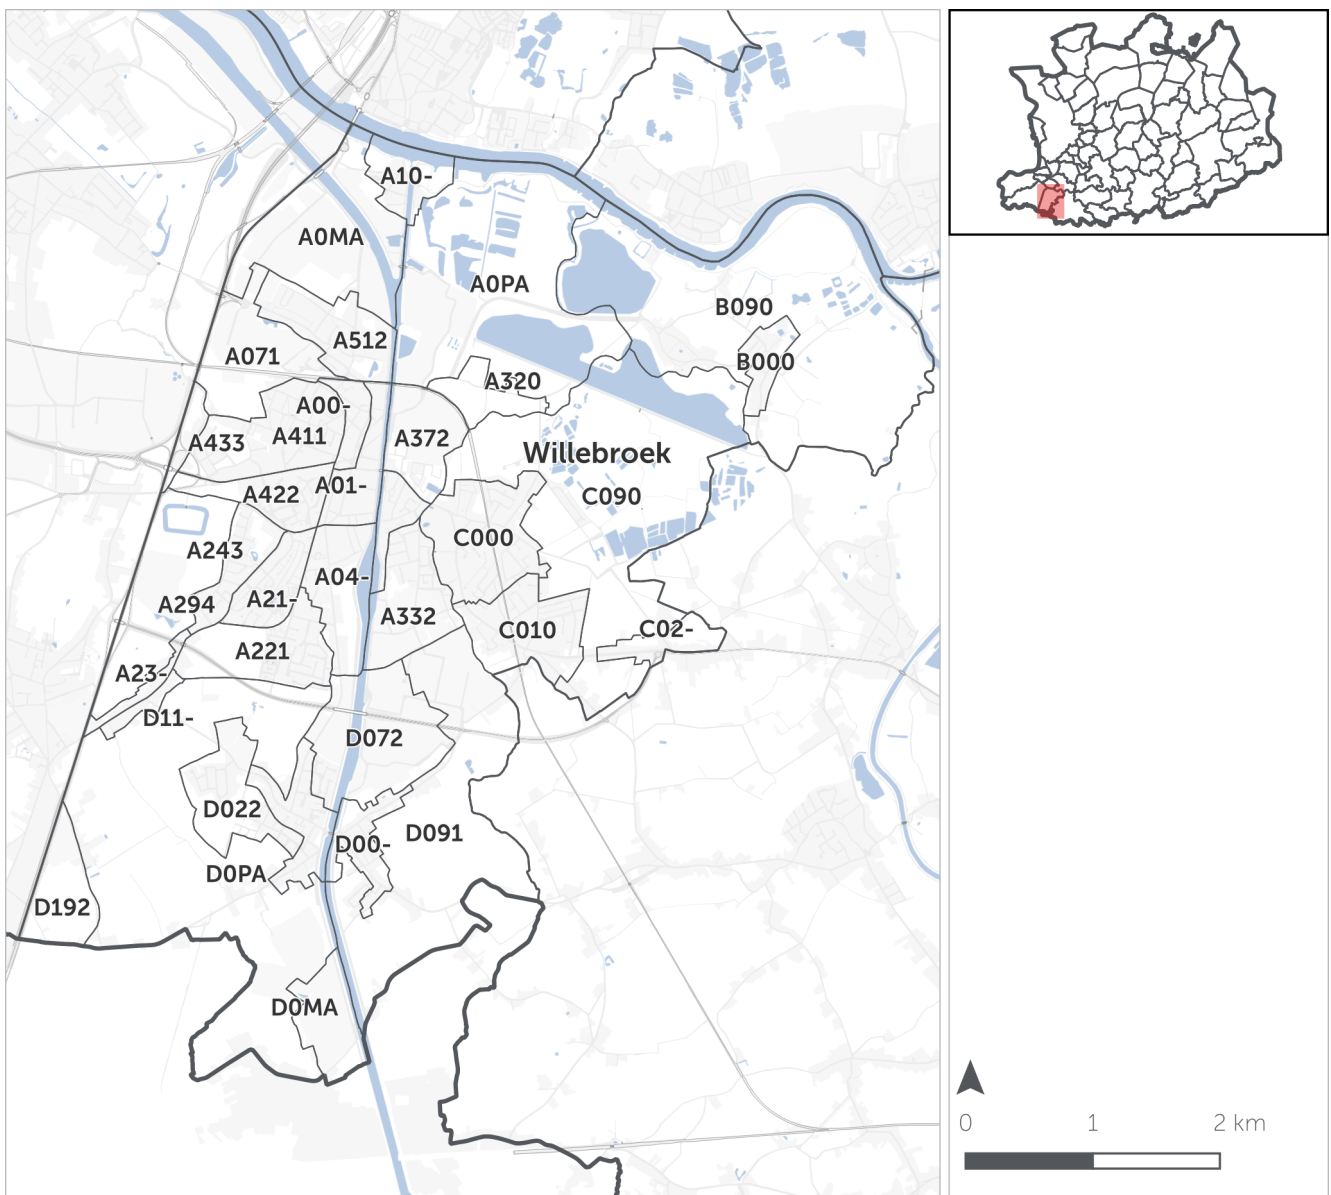 A10-
A0MA
A0PA
B090
A512
A071
B000
A320
A00-
A433
A411
A372
Willebroek
A422
A01-
C090
C000
A243
A04-
A294
A21-
A332
C010
C02-
A221
A23-
D11-
D072
D022
D00-
D091
D0PA
D192
D0MA
0 1 2 km